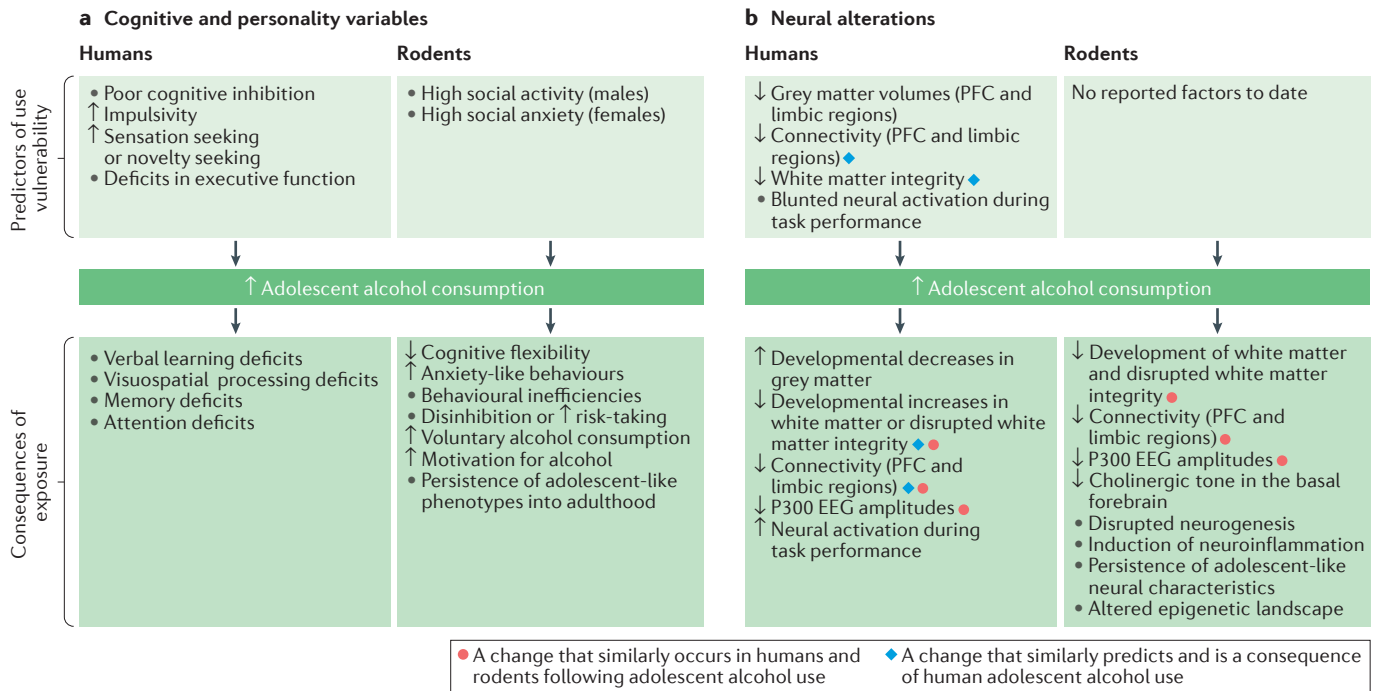 a Cognitive and personality variables
Humans
Rodents
Predictors of use
vulnerability
• Poor cognitive inhibition
↑ Impulsivity
↑ Sensation seeking
or novelty seeking
• Deficits in executive function
• High social activity (males)
• High social anxiety (females)
↑ Adolescent alcohol consumption
Consequences of
exposure
• Verbal learning deficits
• Visuospatial processing deficits
• Memory deficits
• Attention deficits
↓ Cognitive flexibility
↑ Anxiety-like behaviours
• Behavioural inefficiencies
• Disinhibition or ↑ risk-taking
↑ Voluntary alcohol consumption
↑ Motivation for alcohol
• Persistence of adolescent-like
phenotypes into adulthood
b Neural alterations
Humans
Rodents
↓ Grey matter volumes (PFC and
limbic regions)
↓ Connectivity (PFC and limbic
regions) ◆
↓ White matter integrity ◆
• Blunted neural activation during
task performance
No reported factors to date
↑ Adolescent alcohol consumption
↑ Developmental decreases in
grey matter
↓ Developmental increases in
white matter or disrupted white
matter integrity ◆ ●
↓ Connectivity (PFC and
limbic regions) ◆ ●
↓ P300 EEG amplitudes ●
↑ Neural activation during
task performance
↓ Development of white matter
and disrupted white matter
integrity ●
↓ Connectivity (PFC and
limbic regions) ●
↓ P300 EEG amplitudes ●
↓ Cholinergic tone in the basal
forebrain
• Disrupted neurogenesis
• Induction of neuroinflammation
• Persistence of adolescent-like
neural characteristics
• Altered epigenetic landscape
● A change that similarly occurs in humans and
rodents following adolescent alcohol use
◆ A change that similarly predicts and is a consequence
of human adolescent alcohol use